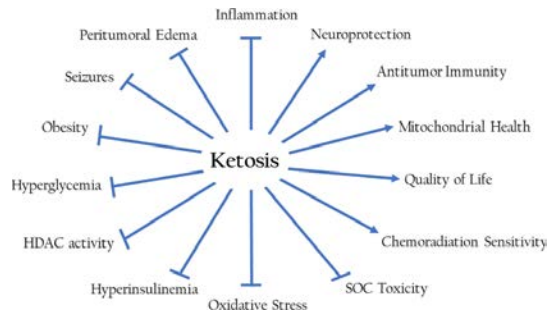 Inflammation
Peritumoral Edema
Neuroprotection
Seizures
Antitumor Immunity
Obesity
Mitochondrial Health
Ketosis
Hyperglycemia
Quality of Life
HDAC activity
Chemoradiation Sensitivity
Hyperinsulinemia
SOC Toxicity
Oxidative Stress